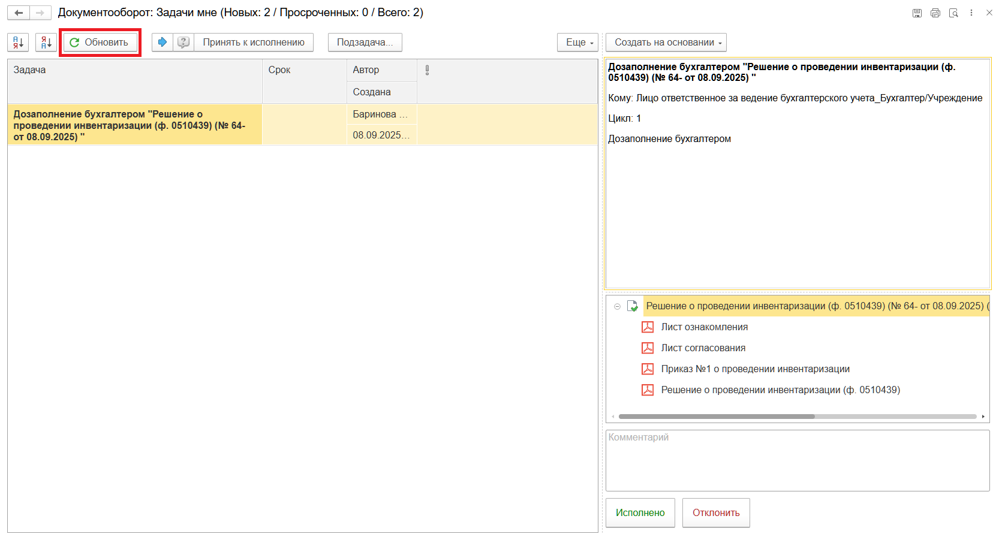 Документооборот: Задачи мне (Новых: 2 / Просроченных: 0 / Всего: 2)
А
Я
Я
А
Обновить
?
Принять к исполнению
Подзадача...
Еще
Создать на основании
Задача
Срок
Автор
Создана
Дозаполнение бухгалтером "Решение о
проведении инвентаризации (ф. 0510439) (№ 64-
от 08.09.2025) "
Баринова ...
08.09.2025...
Дозаполнение бухгалтером "Решение о проведении инвентаризации (ф.
0510439) (№ 64- от 08.09.2025) "
Кому: Лицо ответственное за ведение бухгалтерского учета_Бухгалтер/Учреждение
Цикл: 1
Дозаполнение бухгалтером
Решение о проведении инвентаризации (ф. 0510439) (№ 64- от 08.09.2025) (
Лист ознакомления
Лист согласования
Приказ №1 о проведении инвентаризации
Решение о проведении инвентаризации (ф. 0510439)
Комментарий
Исполнено
Отклонить